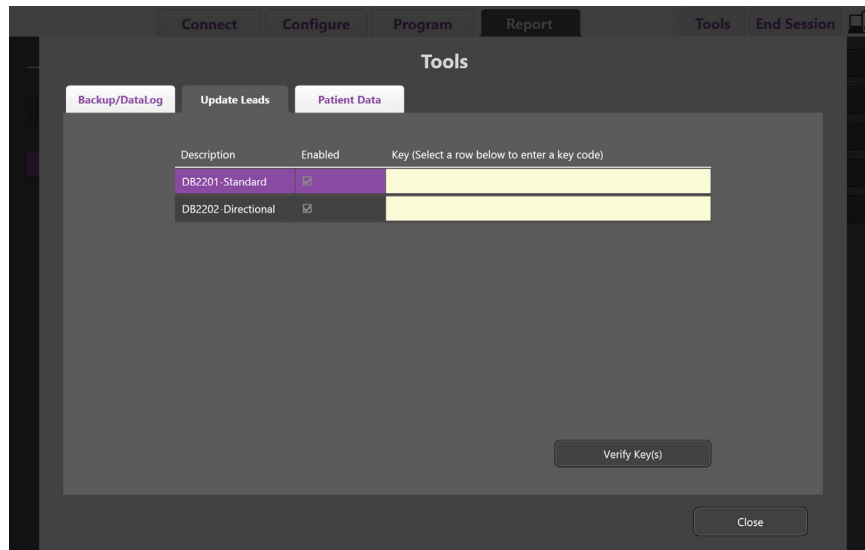 Connect Configure Program Report Tools End Session
Tools
Backup/DataLog Update Leads Patient Data
Description Enabled Key (Select a row below to enter a key code)
DB2201-Standard
DB2202-Directional
Verify Key(s)
Close